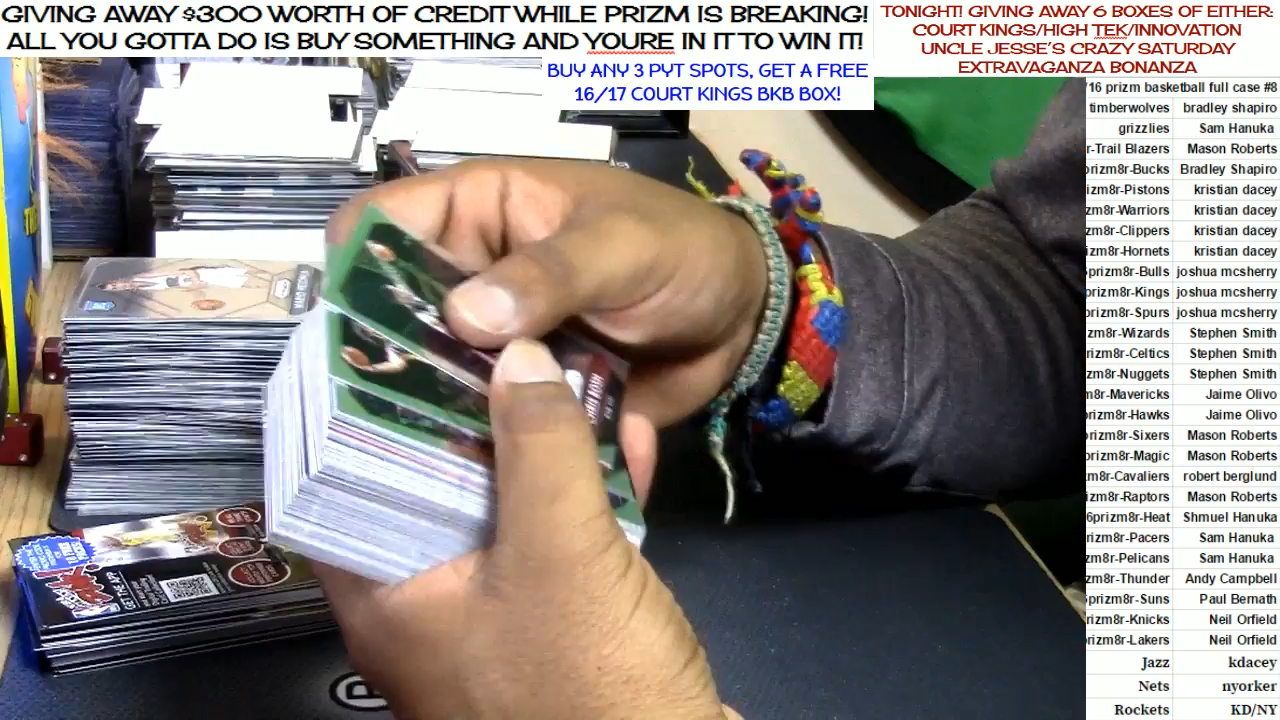 GIVING AWAY $300 WORTH OF CREDIT WHILE PRIZM IS BREAKING!
ALL YOU GOTTA DO IS BUY SOMETHING AND YOURE IN IT TO WIN IT!
BUY ANY 3 PYT SPOTS, GET A FREE
16/17 COURT KINGS BKB BOX!
TONIGHT! GIVING AWAY 6 BOXES OF EITHER:
COURT KINGS/HIGH TEK/INNOVATION
UNCLE JESSE'S CRAZY SATURDAY
EXTRAVAGANZA BONANZA
16 prizm basketball full case #8
timberwolves bradley shapiro
grizzlies Sam Hanuka
r-Trail Blazers Mason Roberts
prizm8r-Bucks Bradley Shapiro
rizm8r-Pistons kristian dacey
zm8r-Warriors kristian dacey
zm8r-Clippers kristian dacey
zm8r-Hornets kristian dacey
6prizm8r-Bulls joshua mcsherry
prizm8r-Kings joshua mcsherry
prizm8r-Spurs joshua mcsherry
zm8r-Wizards Stephen Smith
izm8r-Celtics Stephen Smith
zm8r-Nuggets Stephen Smith
m8r-Mavericks Jaime Olivo
izm8r-Hawks Jaime Olivo
prizm8r-Sixers Mason Roberts
rizm8r-Magic Mason Roberts
m8r-Cavaliers robert berglund
izm8r-Raptors Mason Roberts
6prizm8r-Heat Shmuel Hanuka
rizm8r-Pacers Sam Hanuka
zm8r-Pelicans Sam Hanuka
zm8r-Thunder Andy Campbell
prizm8r-Suns Paul Bernath
rizm8r-Knicks Neil Orfield
rizm8r-Lakers Neil Orfield
Jazz kdacey
Nets nyorker
Rockets KD/NY
GET THE APP